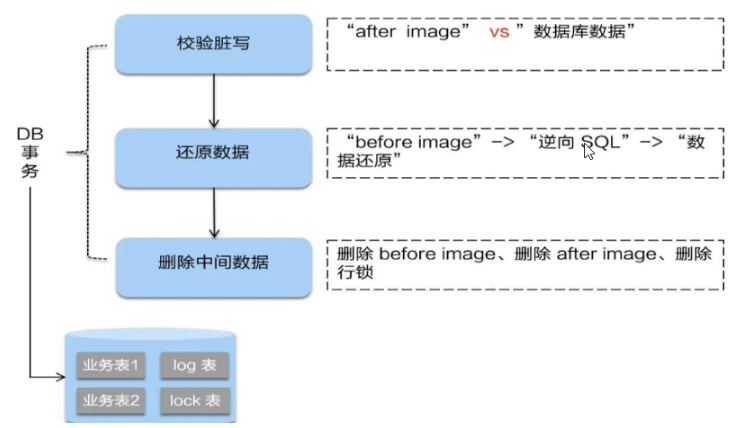 校验脏写
“after image” vs ”数据库数据”
DB
事
务
还原数据
“before image”–> “逆向 SQL”–> “数
据还原”
删除中间数据
删除 before image、删除 after image、删除
行锁
业务表1
log 表
业务表2
lock 表